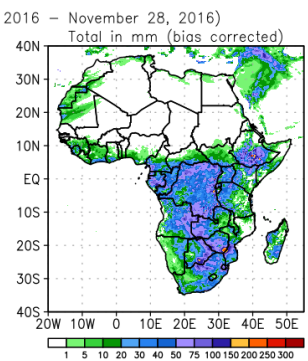 2016 – November 28, 2016)
Total in mm (bias corrected)
40N
30N
20N
10N
EQ
10S
20S
30S
40S
20W 10W 0 10E 20E 30E 40E 50E
1 5 10 20 30 40 50 75 100 150 200 250 300